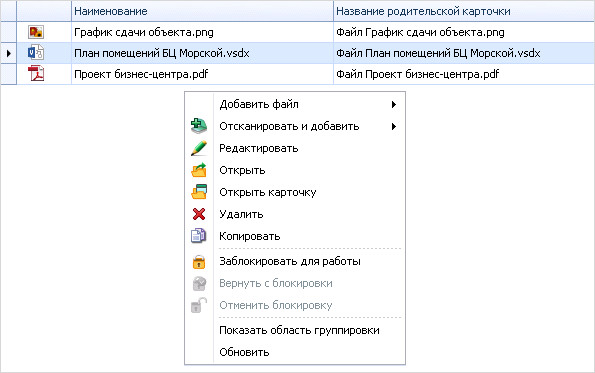 Наименование Название родительской карточки
График сдачи объекта.png Файл График сдачи объекта.png
План помещений БЦ Морской.vsdx Файл План помещений БЦ Морской.vsdx
Проект бизнес-центра.pdf Файл Проект бизнес-центра.pdf
Добавить файл
Отсканировать и добавить
Редактировать
Открыть
Открыть карточку
Удалить
Копировать
Заблокировать для работы
Вернуть с блокировки
Отменить блокировку
Показать область группировки
Обновить